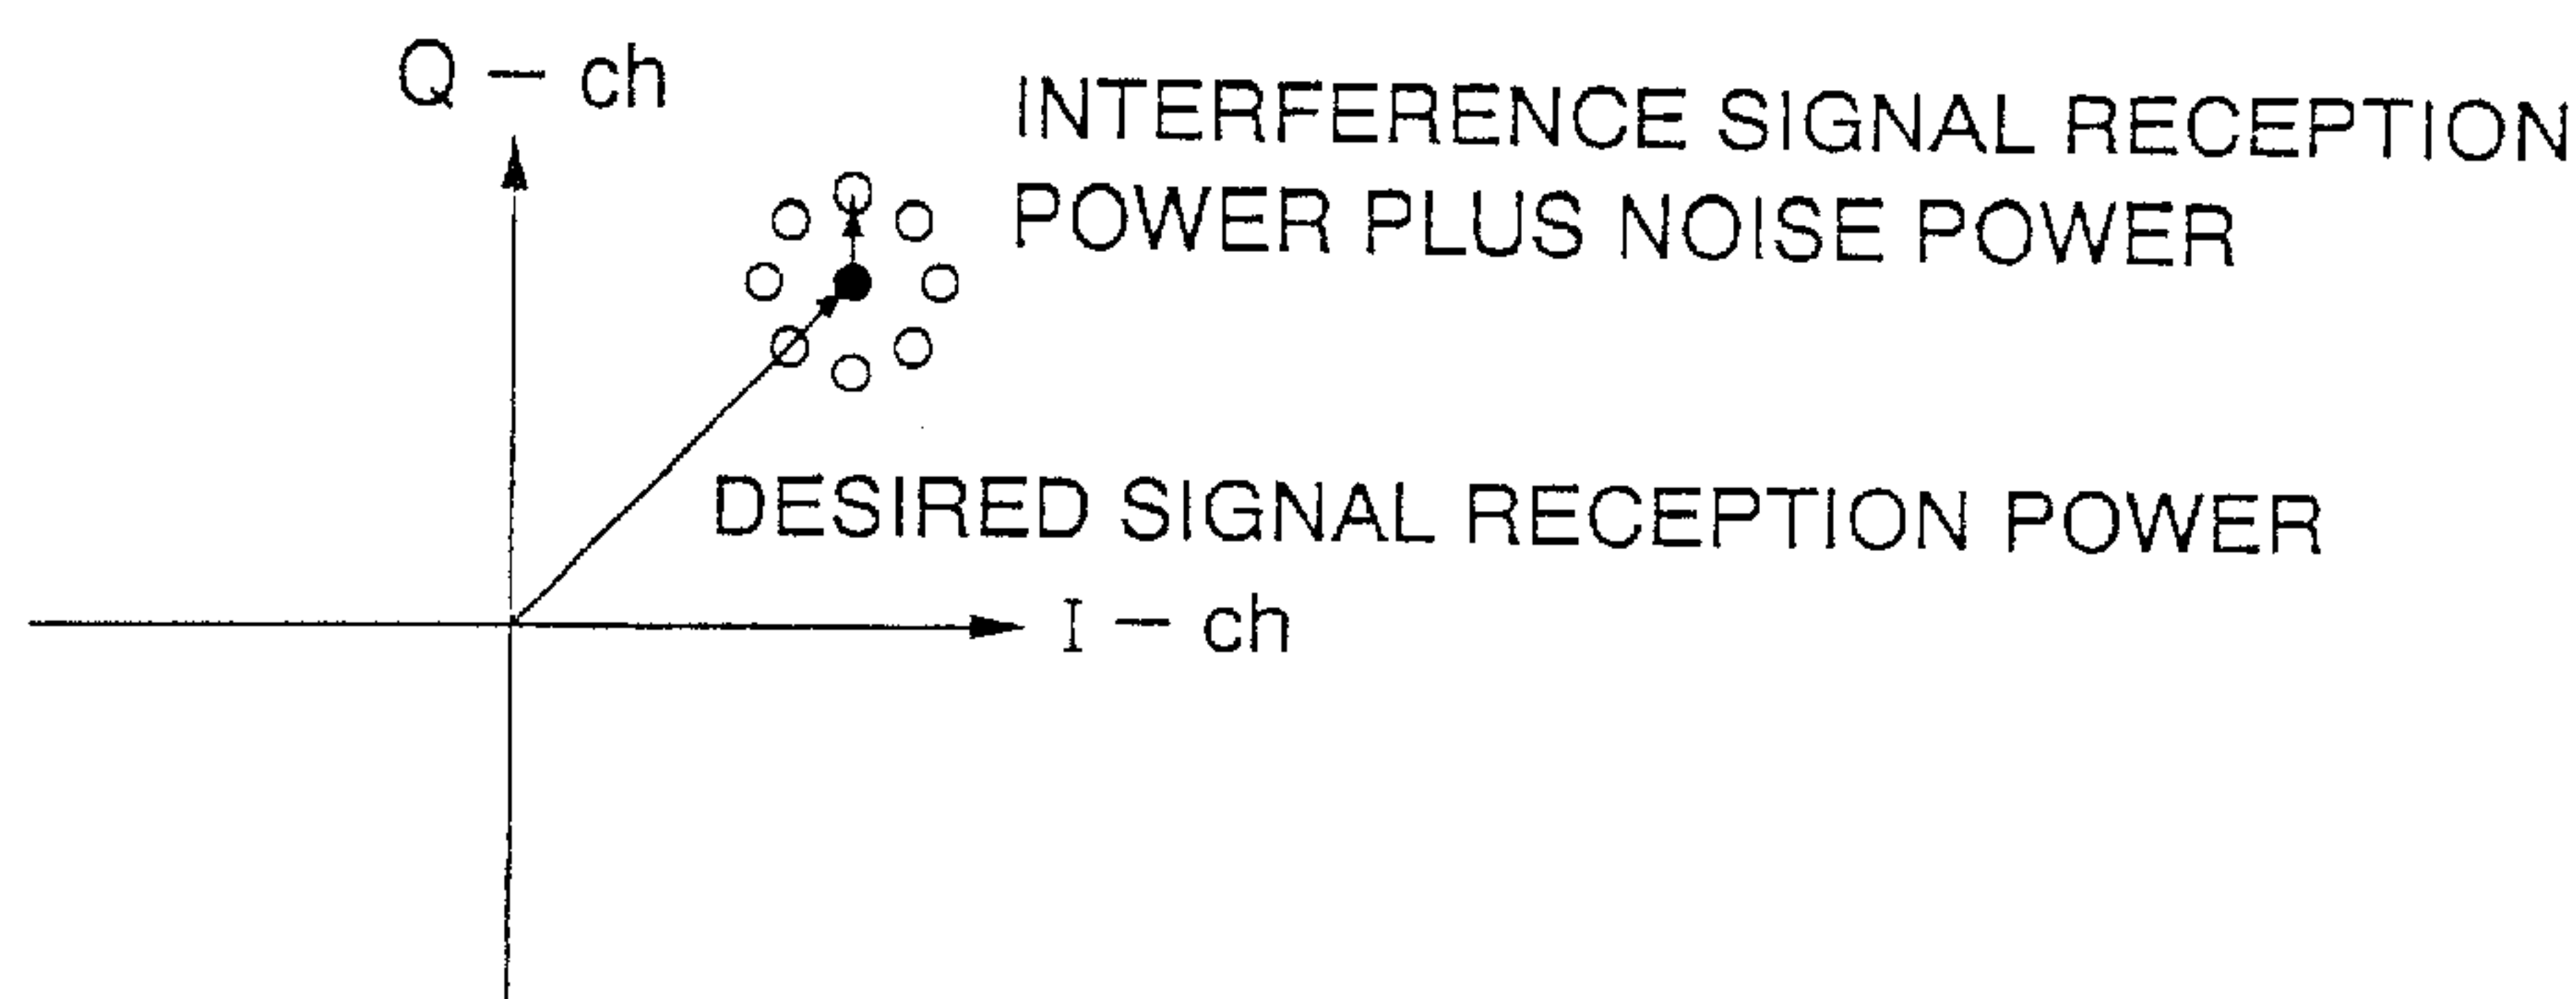 Q – ch
INTERFERENCE SIGNAL RECEPTION
POWER PLUS NOISE POWER
DESIRED SIGNAL RECEPTION POWER
I – ch